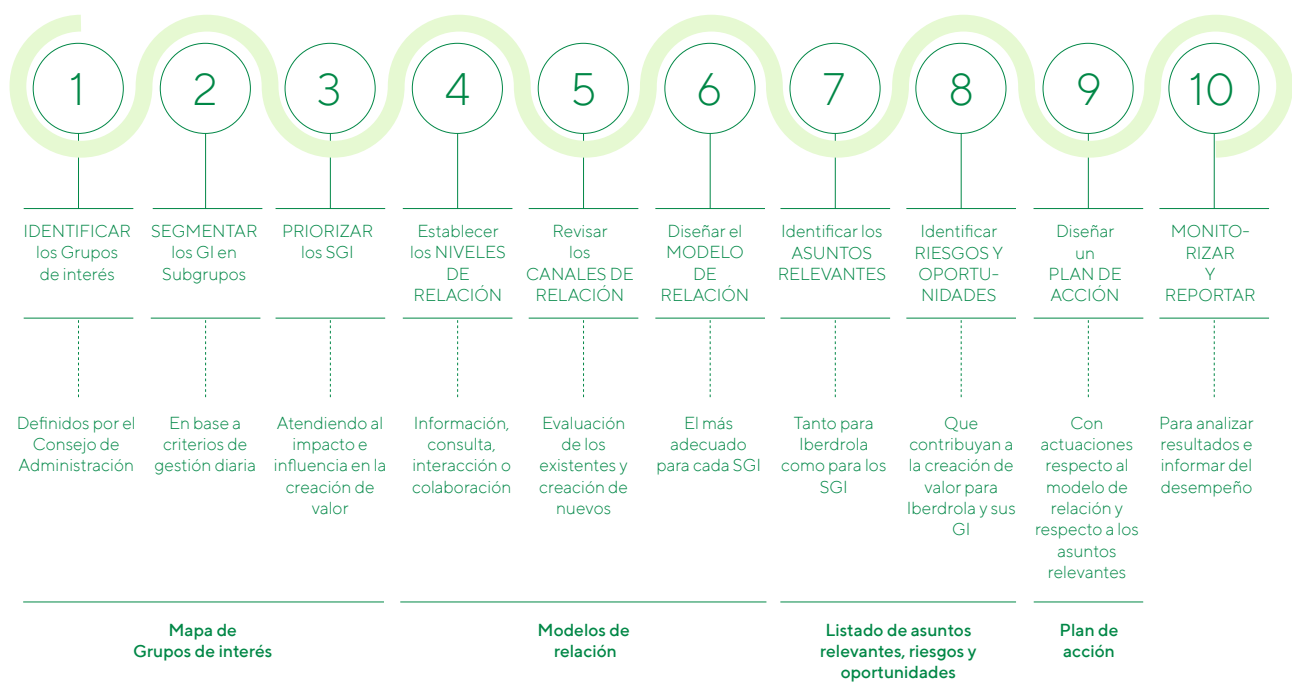 1
IDENTIFICAR
los Grupos
de interés
Definidos por el
Consejo de
Administración
2
SEGMENTAR
los GI en
Subgrupos
En base a
criterios de
gestión diaria
3
PRIORIZAR
los SGI
Atendiendo al
impacto e
influencia en la
creación de
valor
Mapa de
Grupos de interés
4
Establecer
los NIVELES
DE
RELACIÓN
Información,
consulta,
interacción o
colaboración
5
Revisar
los
CANALES DE
RELACIÓN
Evaluación
de los
existentes y
creación de
nuevos
6
Diseñar el
MODELO
DE
RELACIÓN
El más
adecuado
para cada SGI
Modelos de
relación
7
Identificar los
ASUNTOS
RELEVANTES
Tanto para
Iberdrola
como para los
SGI
8
Identificar
RIESGOS Y
OPORTU-
NIDADES
Que
contribuyan a
la creación de
valor para
Iberdrola y sus
GI
Listado de asuntos
relevantes, riesgos y
oportunidades
9
Diseñar
un
PLAN DE
ACCIÓN
Con
actuaciones
respecto al
modelo de
relación y
respecto a los
asuntos
relevantes
Plan de
acción
10
MONITO-
RIZAR
Y
REPORTAR
Para analizar
resultados e
informar del
desempeño